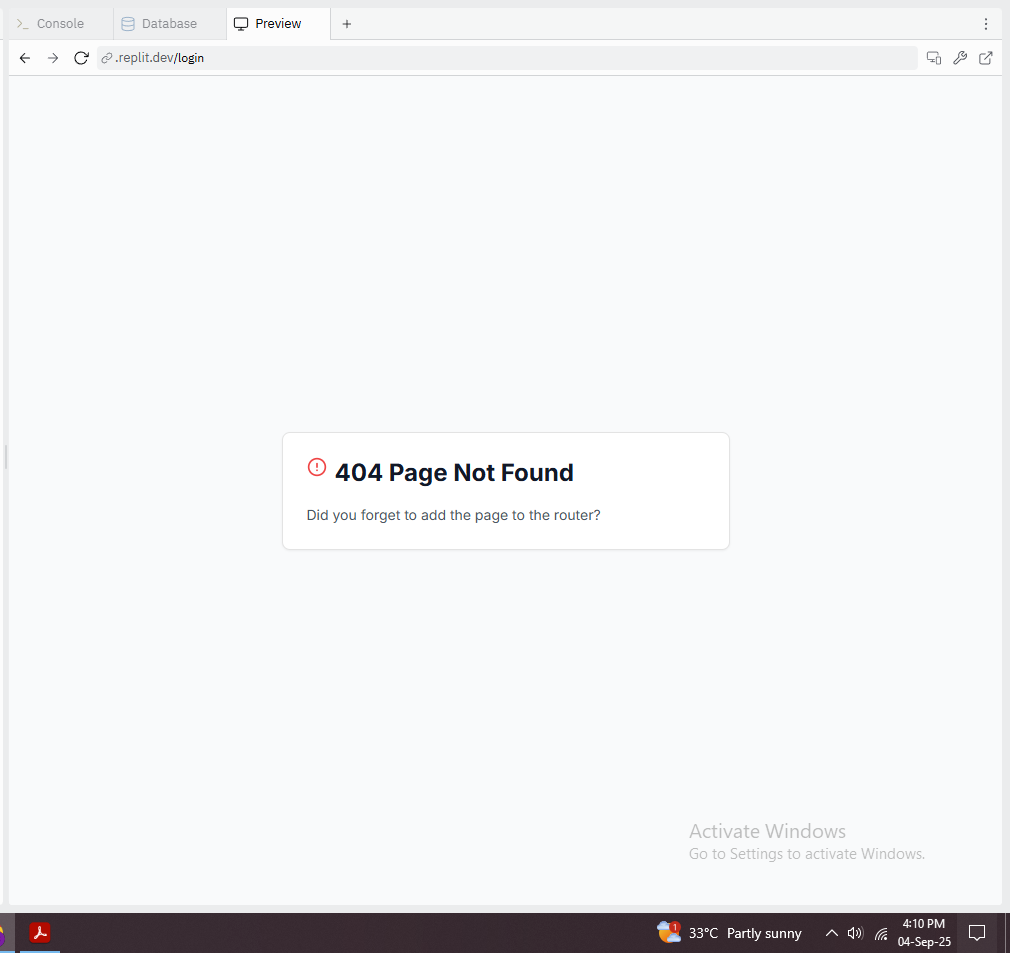 Console
Database
Preview
.replit.dev/login
404 Page Not Found
Did you forget to add the page to the router?
Activate Windows
Go to Settings to activate Windows.
1
33°C Partly sunny
4:10 PM
04-Sep-25